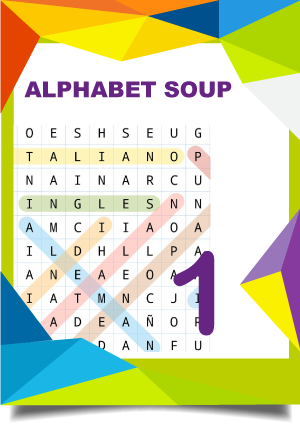 ALPHABET SOUP
O E S H S E U G
T A L I A N O P
N A I N A R C U
I N G L E S N N
A M C I I A O A
I L D H L L P A
A N E A E O A
I A T M N C J I
A D E A Ñ O
D A N F U
1